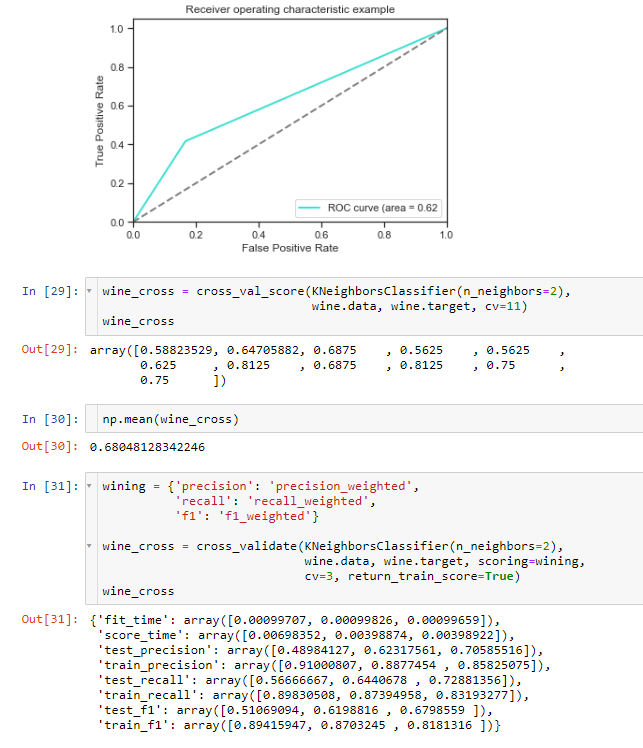 Receiver operating characteristic example
1.0
0.8
0.6
0.4
0.2
0.0
True Positive Rate
ROC curve (area = 0.62
0.0 0.2 0.4 0.6 0.8 1.0
False Positive Rate
In [29]: wine_cross = cross_val_score(KNeighborsClassifier(n_neighbors=2),
wine.data, wine.target, cv=11)
wine_cross
Out[29]: array([0.58823529, 0.64705882, 0.6875    , 0.5625    , 0.5625    ,
0.625     , 0.8125    , 0.6875    , 0.8125    , 0.75      ,
0.75      ])
In [30]: np.mean(wine_cross)
Out[30]: 0.68048128342246
In [31]: wining = {'precision': 'precision_weighted',
'recall': 'recall_weighted',
'f1': 'f1_weighted'}
wine_cross = cross_validate(KNeighborsClassifier(n_neighbors=2),
wine.data, wine.target, scoring=wining,
cv=3, return_train_score=True)
wine_cross
Out[31]: {'fit_time': array([0.00099707, 0.00099826, 0.00099659]),
'score_time': array([0.00698352, 0.00398874, 0.00398922]),
'test_precision': array([0.48984127, 0.62317561, 0.70585516]),
'train_precision': array([0.91000807, 0.8877454 , 0.85825075]),
'test_recall': array([0.56666667, 0.6440678 , 0.72881356]),
'train_recall': array([0.89830508, 0.87394958, 0.83193277]),
'test_f1': array([0.51069094, 0.6198816 , 0.6798559 ]),
'train_f1': array([0.89415947, 0.8703245 , 0.8181316 ])}